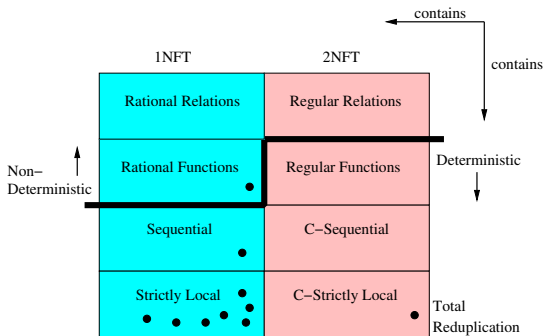 contains
contains
1NFT 2NFT
Rational Relations Regular Relations
Non−
Deterministic
Rational Functions Regular Functions
Deterministic
Sequential C−Sequential
Strictly Local C−Strictly Local
Total
Reduplication